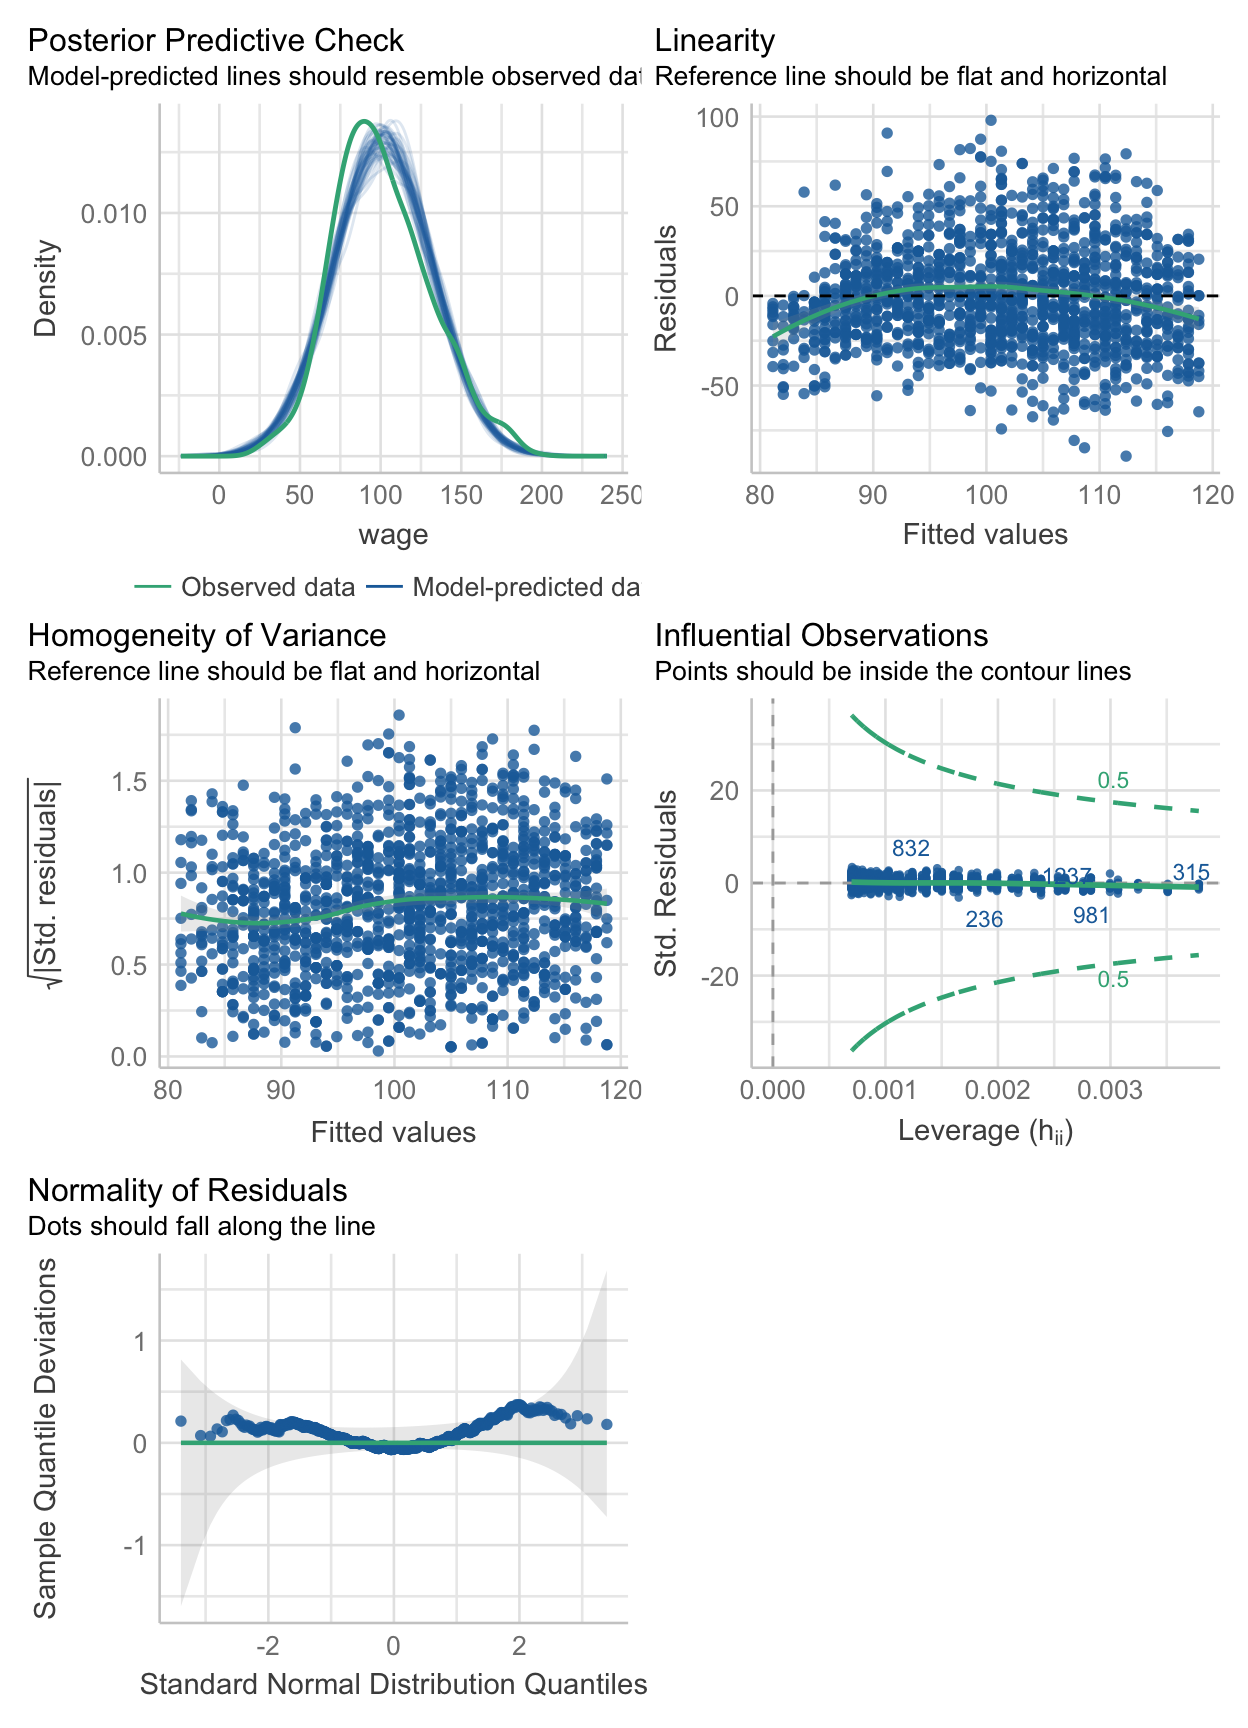 Posterior Predictive Check
Model-predicted lines should resemble observed dat
Density
0.010
0.005
0.000
0 50 100 150 200 250
wage
Observed data Model-predicted da
Linearity
Reference line should be flat and horizontal
Residuals
100
50
0
-50
80 90 100 110 120
Fitted values
Homogeneity of Variance
Reference line should be flat and horizontal
√|Std. residuals|
1.5
1.0
0.5
0.0
80 90 100 110 120
Fitted values
Influential Observations
Points should be inside the contour lines
Std. Residuals
20
0
-20
0.5
832
1237
315
236
981
0.5
0.000 0.001 0.002 0.003
Leverage (hii)
Normality of Residuals
Dots should fall along the line
Sample Quantile Deviations
1
0
-1
-2 0 2
Standard Normal Distribution Quantiles